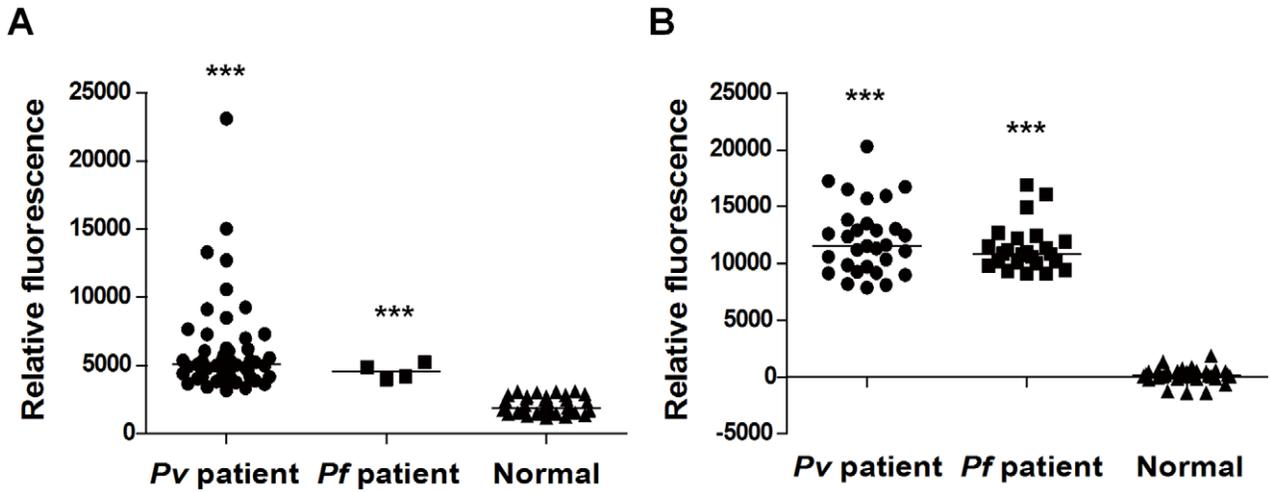 A
Relative fluorescence
25000
20000
15000
10000
5000
0
***
***
Pv patient
Pf patient
Normal
B
Relative fluorescence
25000
20000
15000
10000
5000
0
-5000
***
***
Pv patient
Pf patient
Normal